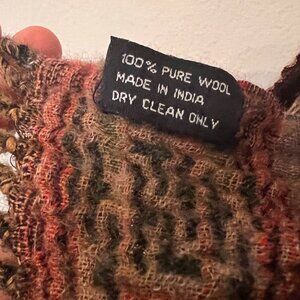 100% PURE WOOL
MADE IN INDIA
DRY CLEAN ONLY